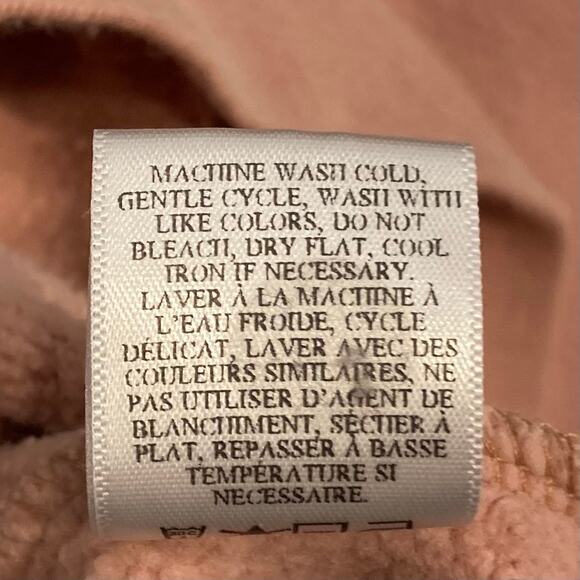 MACHINE WASH COLD,
GENTLE CYCLE, WASH WITH
LIKE COLORS, DO NOT
BLEACH, DRY FLAT, COOL
IRON IF NECESSARY.
LAVER À LA MACHINE À
L'EAU FROIDE, CYCLE
DÉLICAT, LAVER AVEC DES
COULEURS SIMILAIRES, NE
PAS UTILISER D'AGENT DE
BLANCHIMENT, SÉCHER À
PLAT, REPASSER À BASSE
TEMPÉRATURE SI
NECESSAIRE.